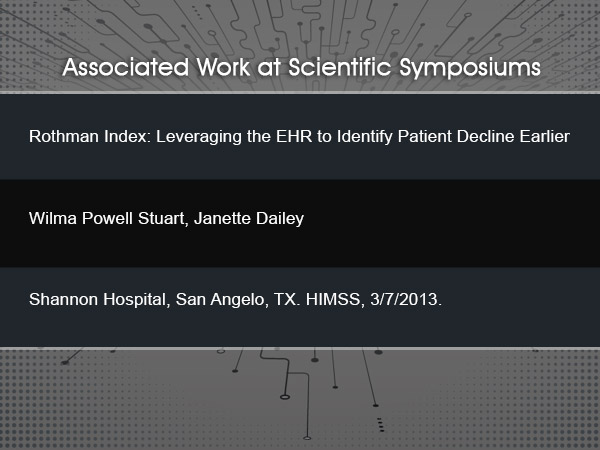 Associated Work at Scientific Symposiums
Rothman Index: Leveraging the EHR to Identify Patient Decline Earlier
Wilma Powell Stuart, Janette Dailey
Shannon Hospital, San Angelo, TX. HIMSS, 3/7/2013.